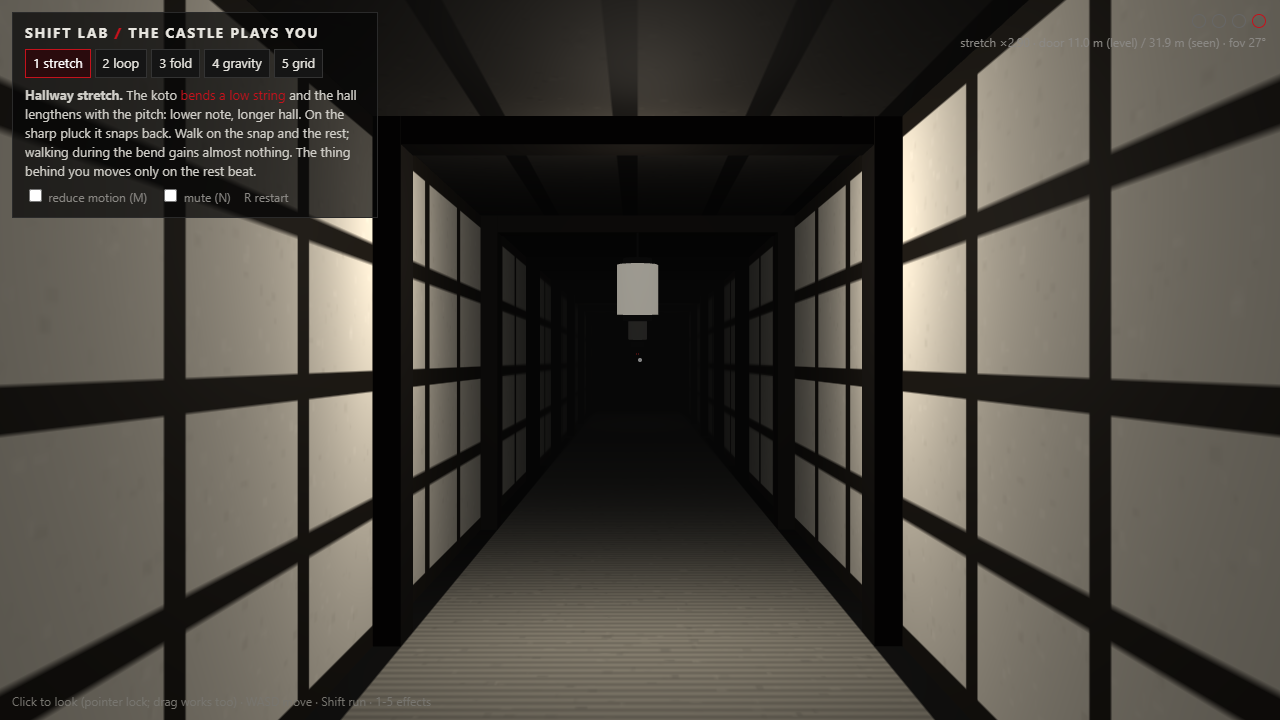 SHIFT LAB / THE CASTLE PLAYS YOU
1 stretch 2 loop 3 fold 4 gravity 5 grid
Hallway stretch. The koto bends a low string and the hall
lengthens with the pitch: lower note, longer hall. On the
sharp pluck it snaps back. Walk on the snap and the rest;
walking during the bend gains almost nothing. The thing
behind you moves only on the rest beat.
reduce motion (M) mute (N) R restart
stretch door 11.0 m (level) / 31.9 m (seen) · fov 27°
Click to look (pointer lock; drag works too) · move · Shift run · 1-5 effects